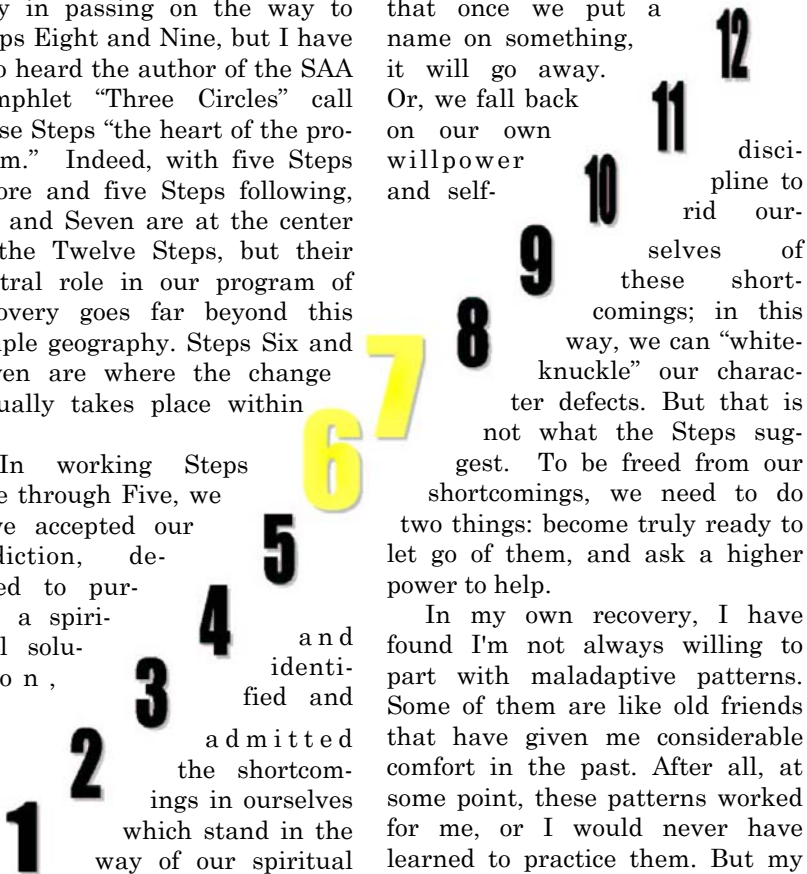 y in passing on the way to
ps Eight and Nine, but I have
o heard the author of the SAA
mphlet “Three Circles” call
se Steps “the heart of the pro-
m.” Indeed, with five Steps
ore and five Steps following,
and Seven are at the center
the Twelve Steps, but their
tral role in our program of
overy goes far beyond this
ple geography. Steps Six and
ven are where the change
ually takes place within
In working Steps
e through Five, we
ve accepted our
diction, de-
ed to pur-
a spiri-
l solu-
on,
and
identi-
fied and
admitted
the shortcom-
ings in ourselves
which stand in the
way of our spiritual
1
2
3
4
5
6
7
8
9
10
11
12
that once we put a
name on something,
it will go away.
Or, we fall back
on our own
willpower
and self-
disci-
pline to
rid our-
selves of
these short-
comings; in this
way, we can “white-
knuckle” our charac-
ter defects. But that is
not what the Steps sug-
gest. To be freed from our
shortcomings, we need to do
two things: become truly ready to
let go of them, and ask a higher
power to help.
In my own recovery, I have
found I'm not always willing to
part with maladaptive patterns.
Some of them are like old friends
that have given me considerable
comfort in the past. After all, at
some point, these patterns worked
for me, or I would never have
learned to practice them. But my